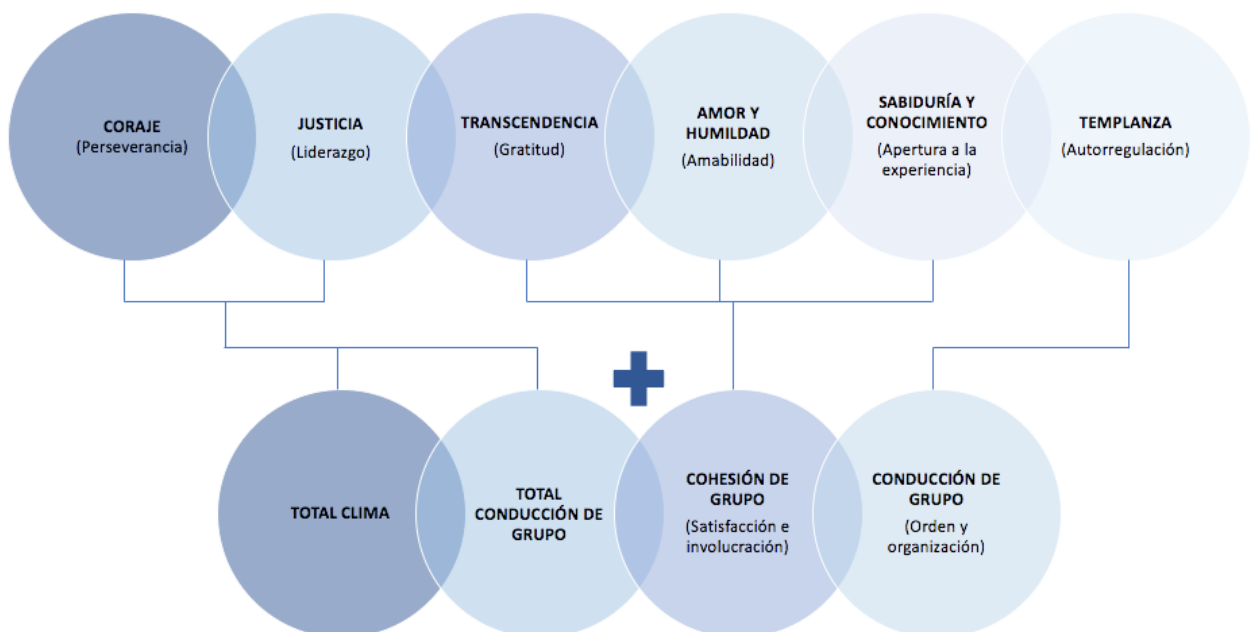 CORAJE
(Perseverancia)
JUSTICIA
(Liderazgo)
TRANSCENDENCIA
(Gratitud)
AMOR Y
HUMILDAD
(Amabilidad)
SABIDURÍA Y
CONOCIMIENTO
(Apertura a la
experiencia)
TEMPLANZA
(Autorregulación)
TOTAL CLIMA
TOTAL
CONDUCCIÓN DE
GRUPO
COHESIÓN DE
GRUPO
(Satisfacción e
involucración)
CONDUCCIÓN DE
GRUPO
(Orden y
organización)